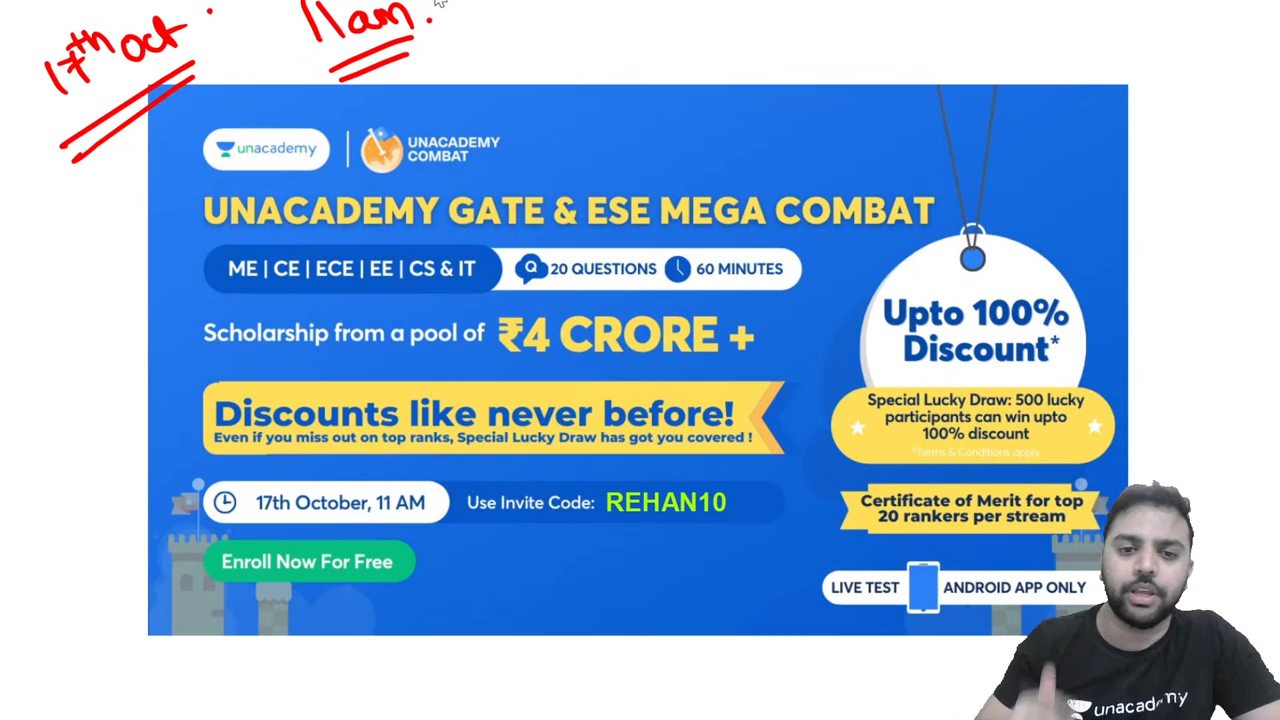 17th Oct. 11am.
unacademy
UNACADEMY
COMBAT
UNACADEMY GATE & ESE MEGA COMBAT
ME | CE | ECE | EE | CS & IT
20 QUESTIONS 60 MINUTES
Scholarship from a pool of ₹4 CRORE +
Discounts like never before!
Even if you miss out on top ranks, Special Lucky Draw has got you covered !
17th October, 11 AM
Use Invite Code: REHAN10
Enroll Now For Free
Upto 100%
Discount*
Special Lucky Draw: 500 lucky
participants can win upto
100% discount
*Terms & Conditions apply
Certificate of Merit for top
20 rankers per stream
LIVE TEST ANDROID APP ONLY
unacademy